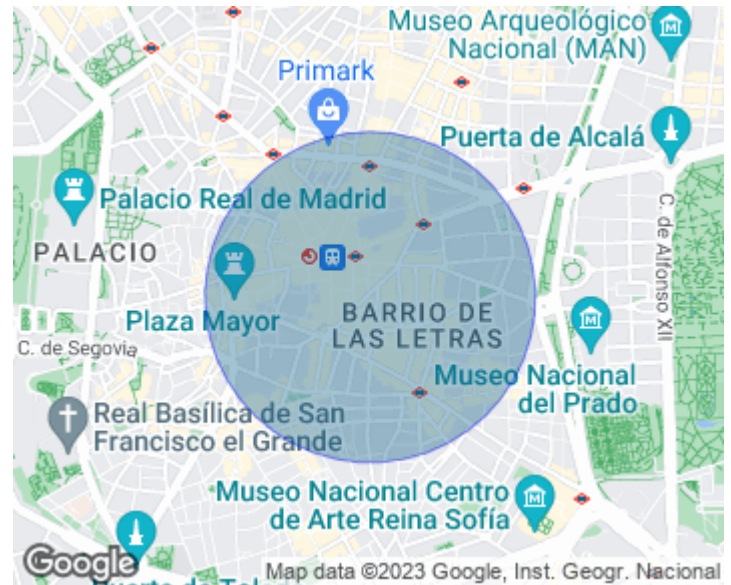 Museo Arqueológico
Nacional (MAN)
Primark
Puerta de Alcalá
Palacio Real de Madrid
PALACIO
C. de Alfonso XII
Plaza Mayor
BARRIO DE
LAS LETRAS
C. de Segovia
Museo Nacional
del Prado
Real Basílica de San
Francisco el Grande
Museo Nacional Centro
de Arte Reina Sofía
Google
Map data ©2023 Google, Inst. Geogr. Nacional